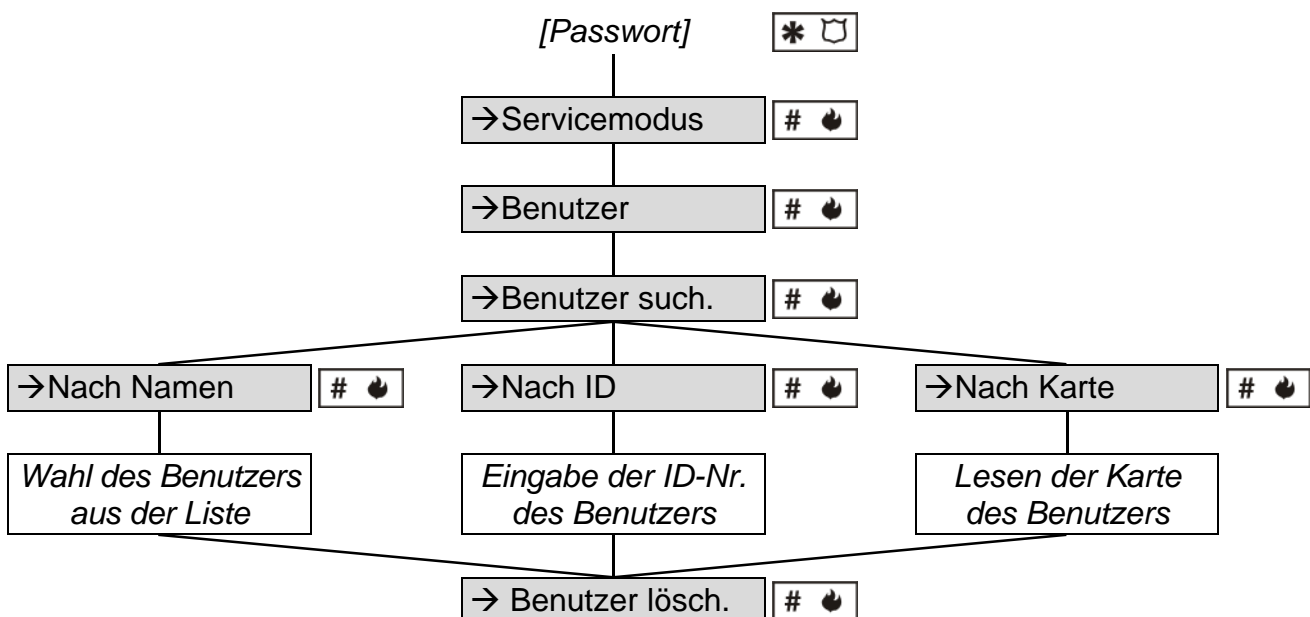 [Passwort] *
→Servicemodus #
→Benutzer #
→Benutzer such. #
→Nach Namen # →Nach ID # →Nach Karte #
Wahl des Benutzers Eingabe der ID-Nr. Lesen der Karte
aus der Liste des Benutzers des Benutzers
→ Benutzer lösch. #